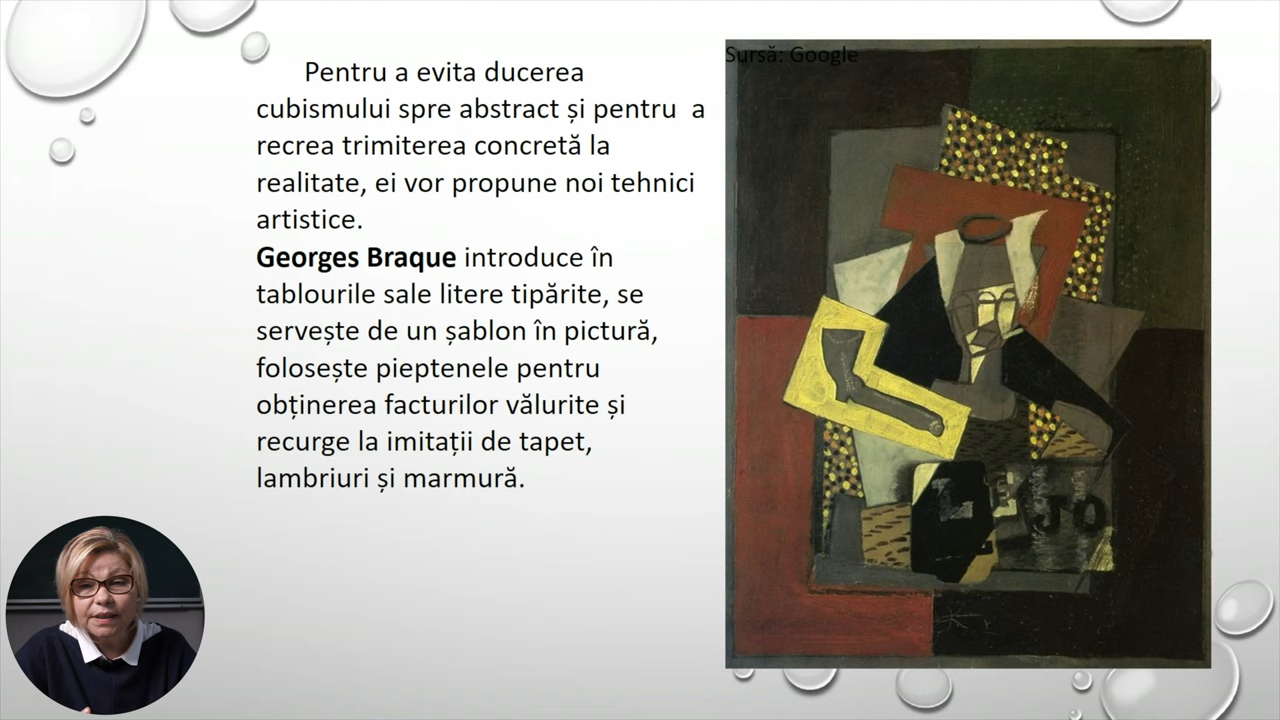 Pentru a evita ducerea
cubismului spre abstract și pentru a
recrea trimiterea concretă la
realitate, ei vor propune noi tehnici
artistice.
Georges Braque introduce în
tablourile sale litere tipărite, se
servește de un șablon în pictură,
folosește pieptenele pentru
obținerea facturilor vălurite și
recurge la imitații de tapet,
lambriuri și marmură.
Sursă: Google
LE JO